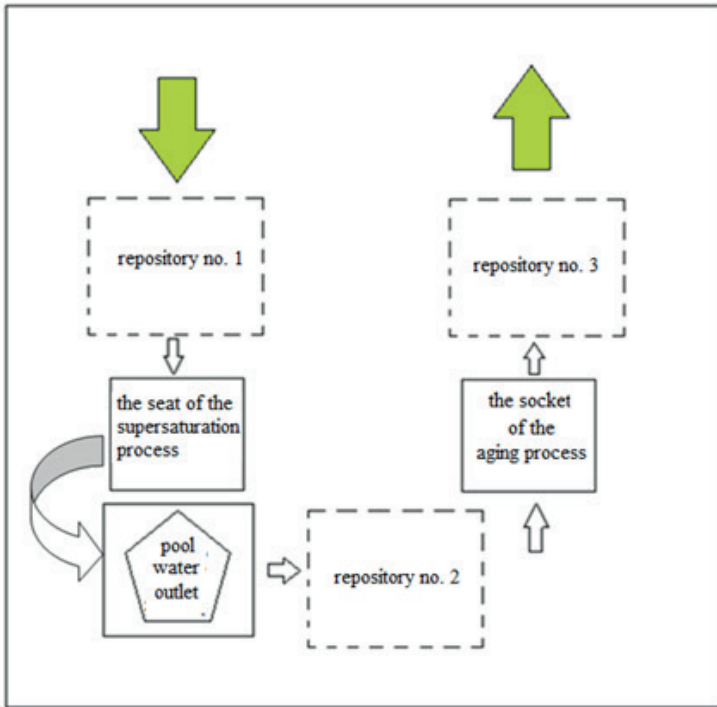 repository no. 1
repository no. 3
the seat of the
supersaturation
process
the socket
of the
aging process
pool
water
outlet
repository no. 2